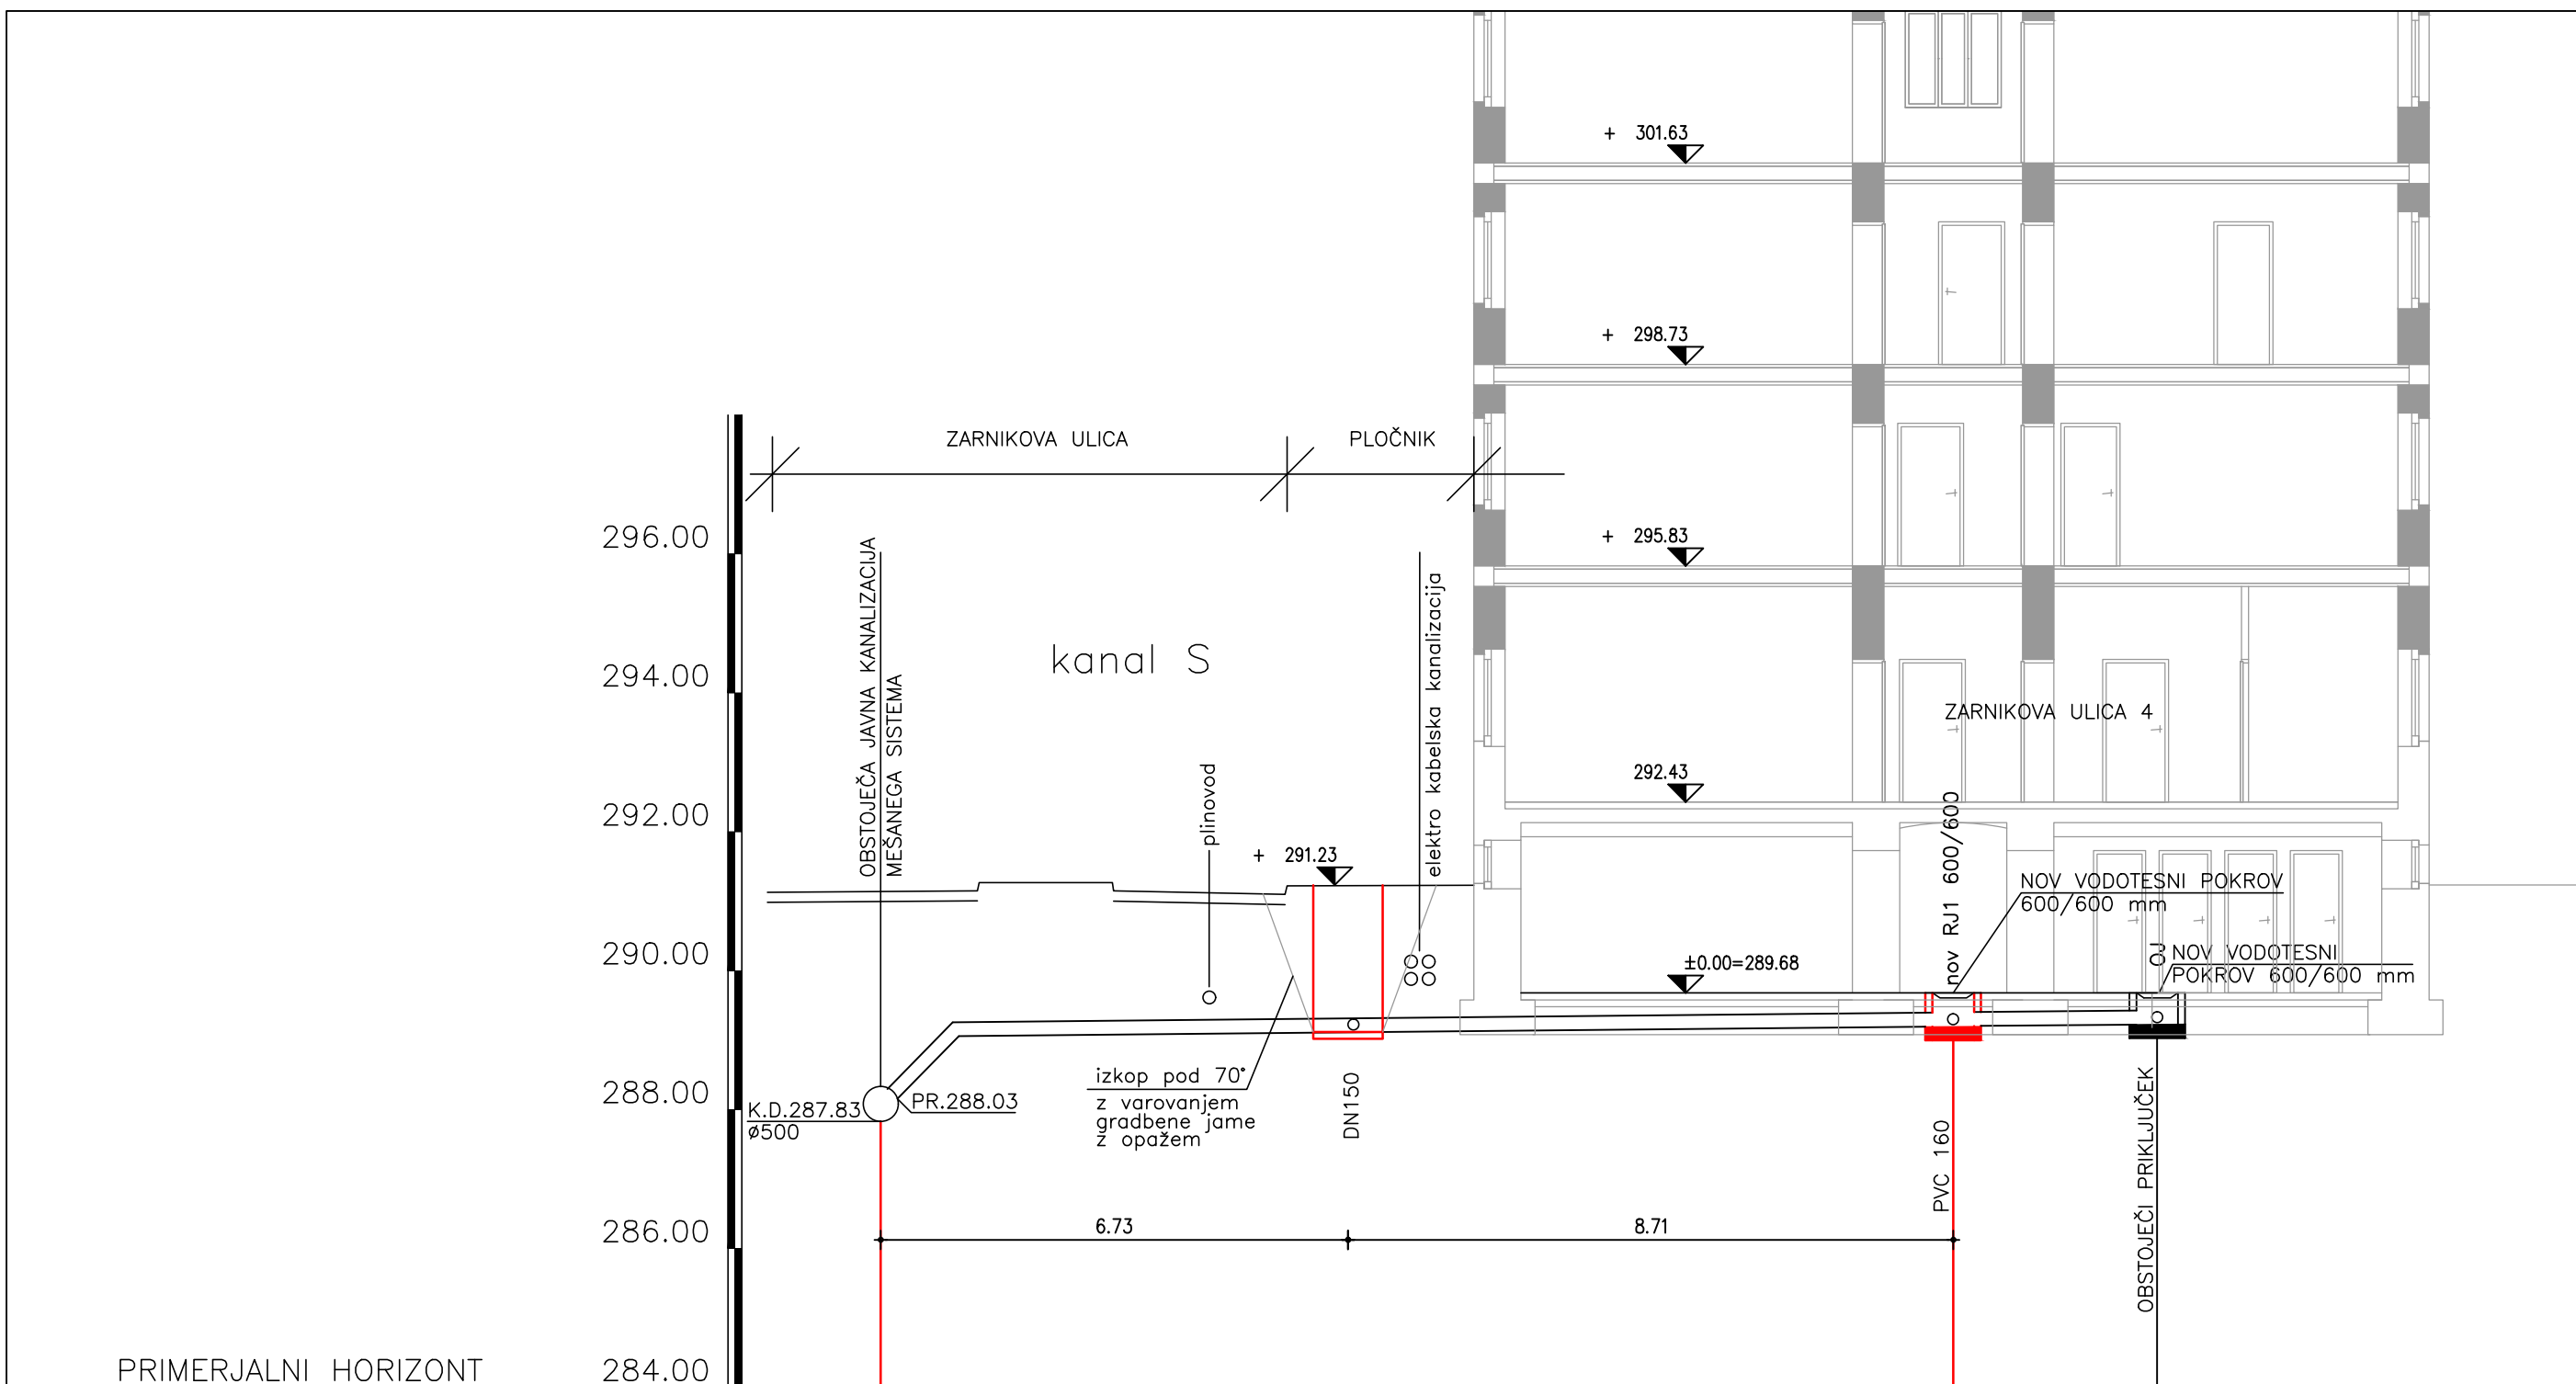 + 301.63
+ 298.73
ZARNIKOVA ULICA
PLOČNIK
296.00
+ 295.83
OBSTOJEČA JAVNA KANALIZACIJA
MEŠANEGA SISTEMA
kanal S
elektro kabelska kanalizacija
294.00
ZARNIKOVA ULICA 4
292.43
292.00
plinovod
+ 291.23
nov RJ1 600/600
NOV VODOTESNI POKROV
600/600 mm
290.00
±0.00=289.68
NOV VODOTESNI
POKROV 600/600 mm
288.00
K.D.287.83
ø500
PR.288.03
izkop pod 70°
z varovanjem
gradbene jame
z opažem
DN150
PVC 160
OBSTOJEČI PRIKLJUČEK
286.00
6.73
8.71
PRIMERJALNI HORIZONT
284.00